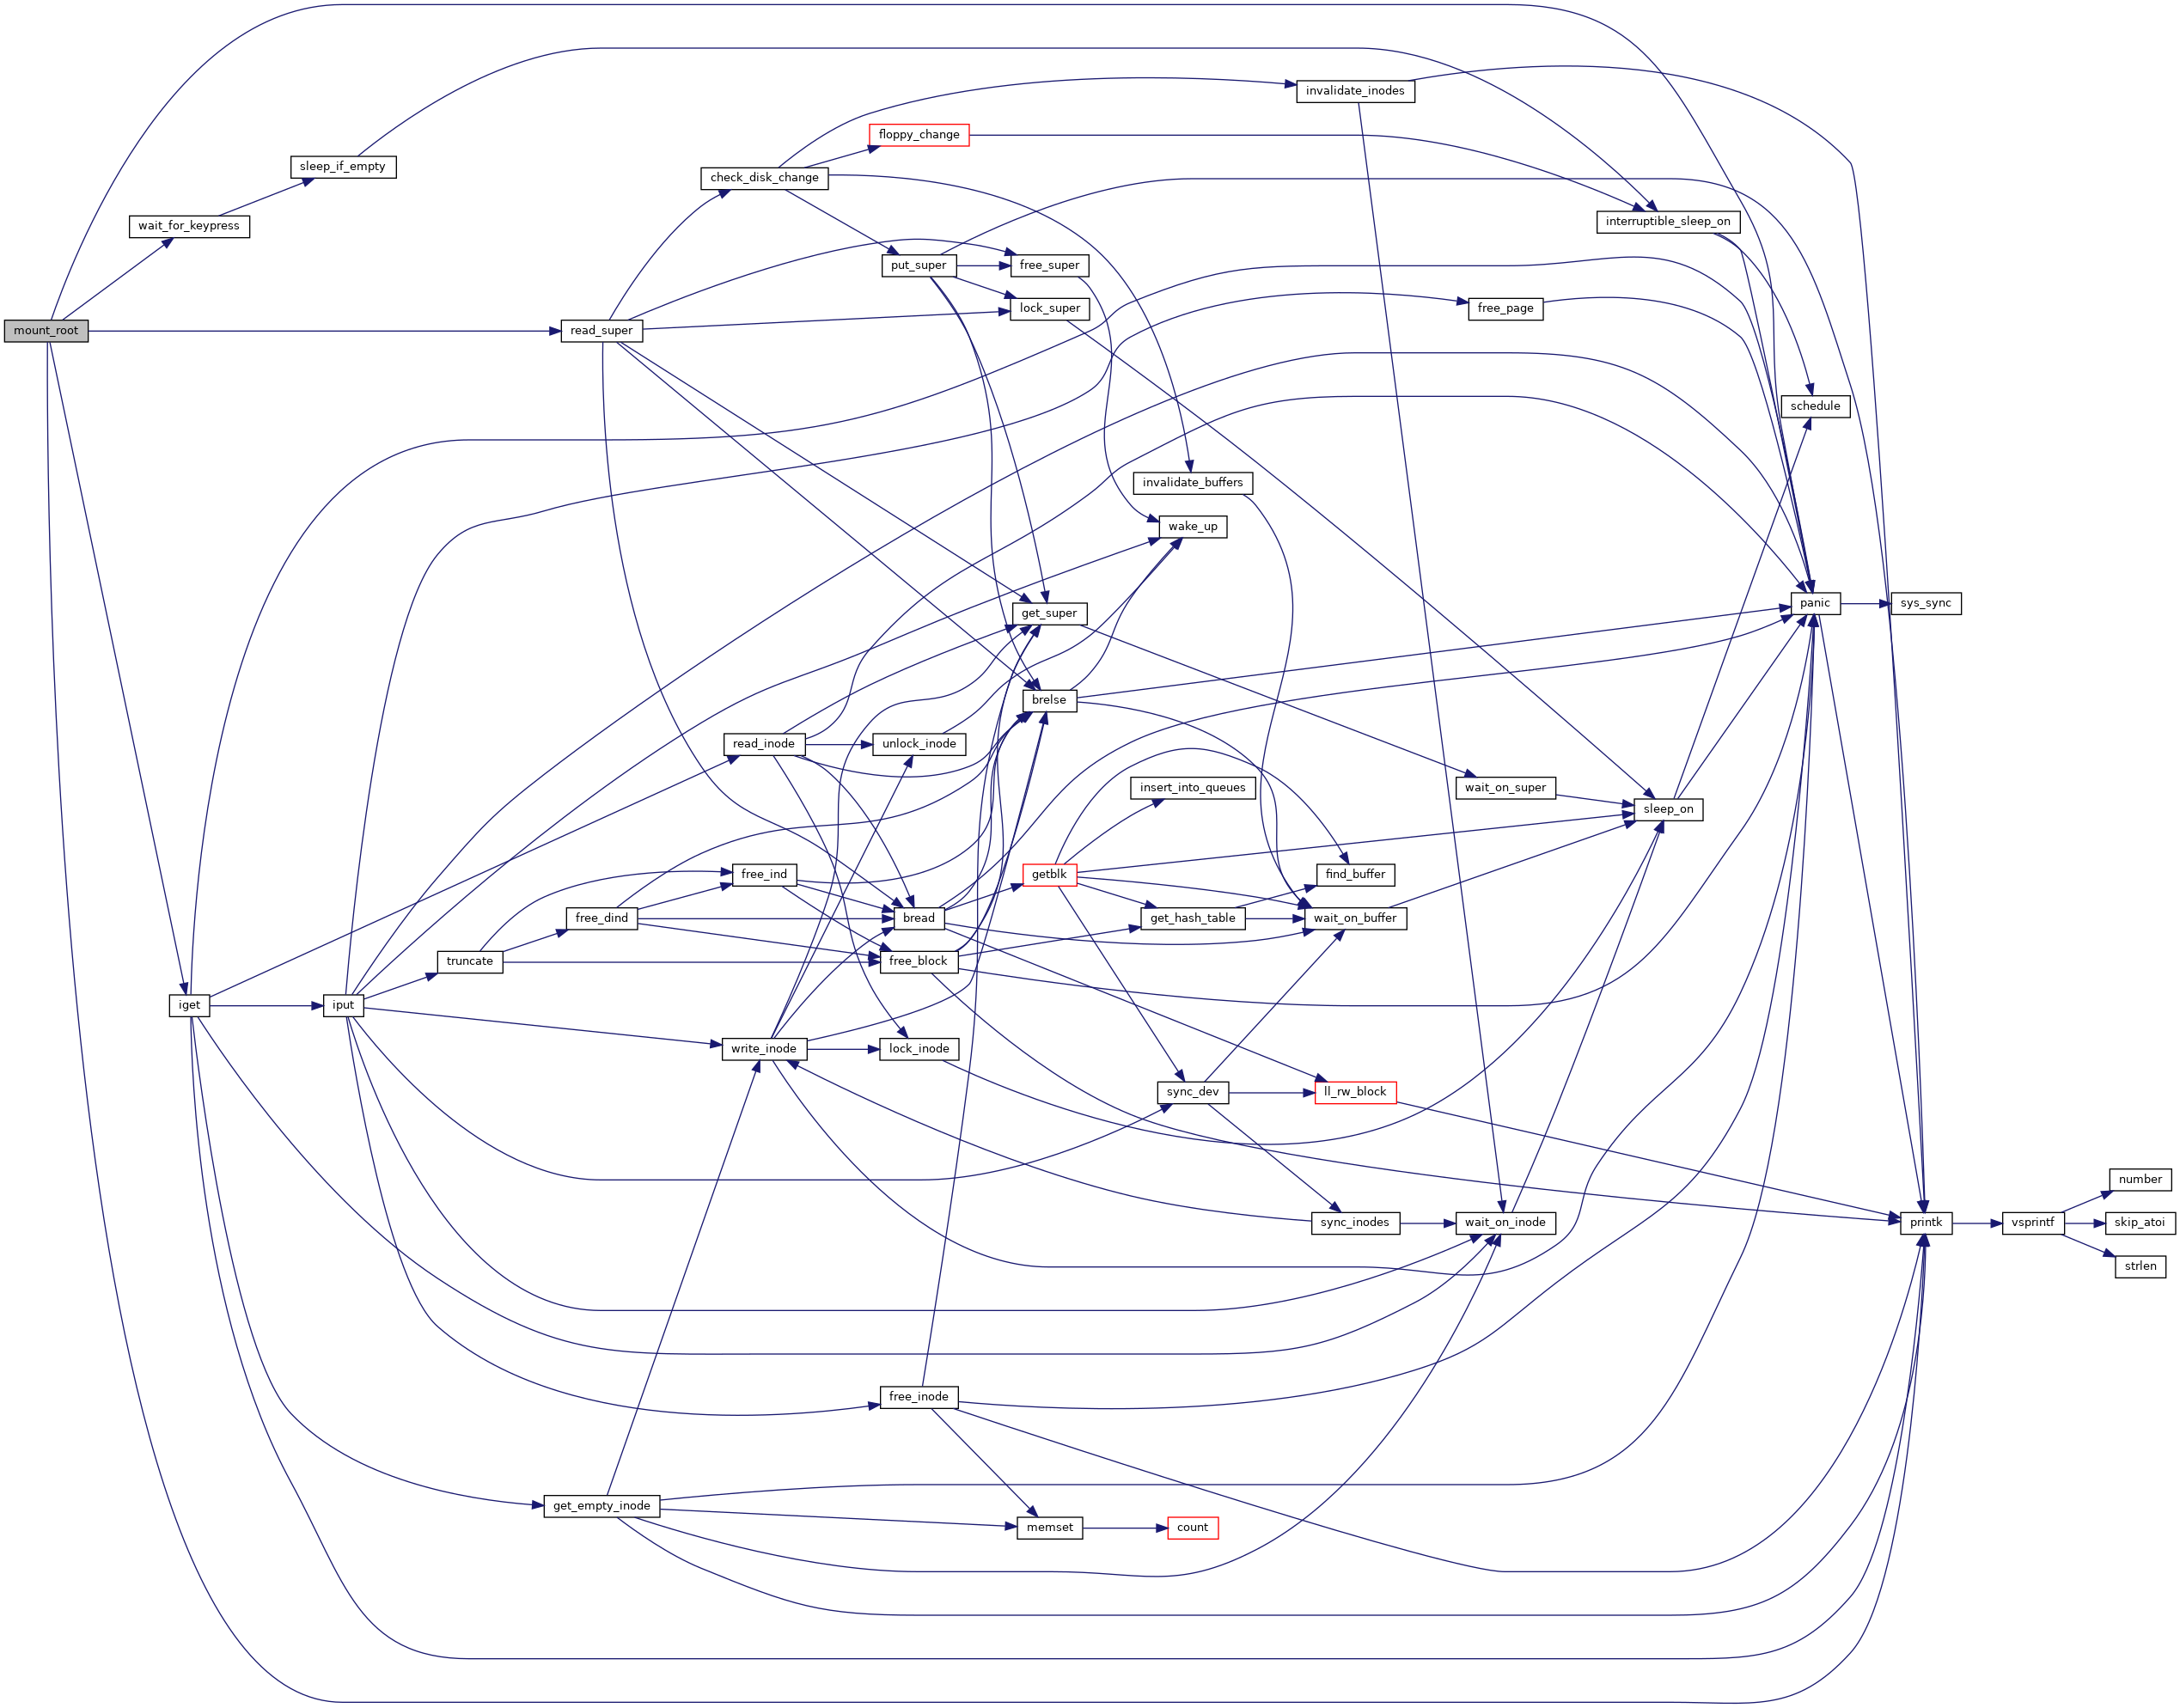 mount_root
wait_for_keypress
iget
sleep_if_empty
iput
truncate
read_super
free_dind
get_empty_inode
check_disk_change
read_inode
free_ind
write_inode
floppy_change
put_super
unlock_inode
bread
free_block
lock_inode
free_inode
free_super
lock_super
get_super
brelse
getblk
memset
invalidate_buffers
wake_up
insert_into_queues
get_hash_table
sync_dev
count
invalidate_inodes
find_buffer
wait_on_buffer
ll_rw_block
sync_inodes
free_page
wait_on_super
wait_on_inode
interruptible_sleep_on
sleep_on
schedule
panic
sys_sync
printk
vsprintf
number
skip_atoi
strlen